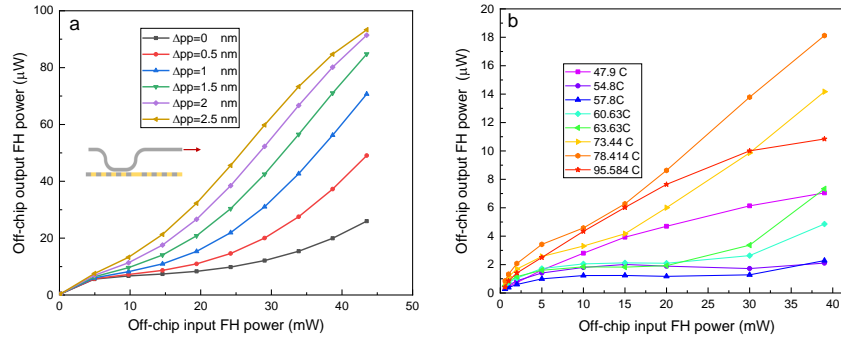 a
Δpp=0 nm
Δpp=0.5 nm
Δpp=1 nm
Δpp=1.5 nm
Δpp=2 nm
Δpp=2.5 nm
100
80
60
40
20
0
0 10 20 30 40 50
Off-chip output FH power (µW)
Off-chip input FH power (mW)
b
47.9 C
54.8C
57.8C
60.63C
63.63C
73.44 C
78.414 C
95.584 C
20
18
16
14
12
10
8
6
4
2
0
0 5 10 15 20 25 30 35 40
Off-chip output FH power (µW)
Off-chip input FH power (mW)